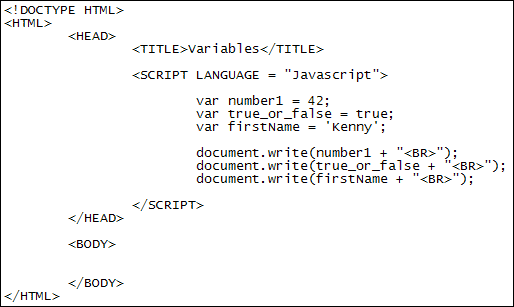 <!DOCTYPE HTML>
<HTML>
<HEAD>
<TITLE>Variables</TITLE>
<SCRIPT LANGUAGE = "Javascript">
var number1 = 42;
var true_or_false = true;
var firstName = 'Kenny';
document.write(number1 + "<BR>");
document.write(true_or_false + "<BR>");
document.write(firstName + "<BR>");
</SCRIPT>
</HEAD>
<BODY>
</BODY>
</HTML>